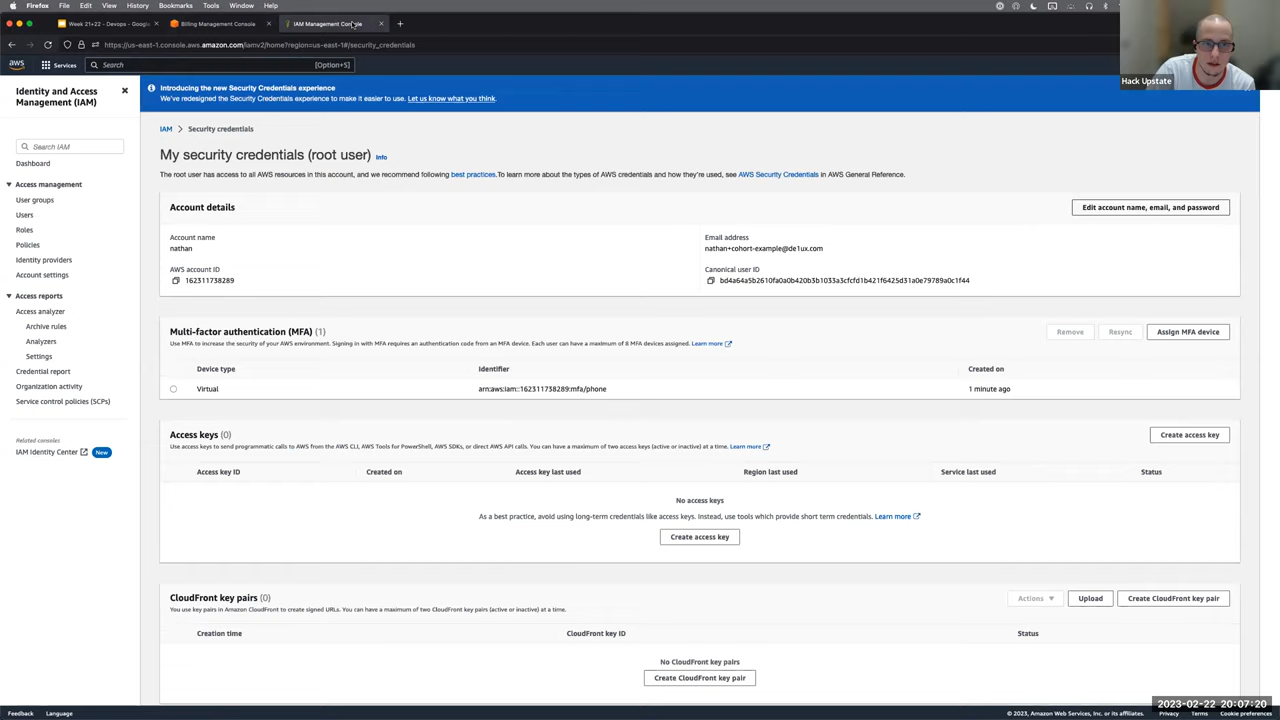 Firefox File Edit View History Bookmarks Tools Window Help
Week 21+22 - Devops - Google
Billing Management Console
IAM Management Console
https://us-east-1.console.aws.amazon.com/iamv2/home?region=us-east-1#/security_credentials
aws Services Search [Option+S]
Hack Upstate
Identity and Access Management (IAM)
Search IAM
Dashboard
Access management
User groups
Users
Roles
Policies
Identity providers
Account settings
Access reports
Access analyzer
Archive rules
Analyzers
Settings
Credential report
Organization activity
Service control policies (SCPs)
Related consoles
IAM Identity Center New
Introducing the new Security Credentials experience
We've redesigned the Security Credentials experience to make it easier to use. Let us know what you think.
IAM > Security credentials
My security credentials (root user) Info
The root user has access to all AWS resources in this account, and we recommend following best practices.To learn more about the types of AWS credentials and how they're used, see AWS Security Credentials in AWS General Reference.
Account details
Edit account name, email, and password
Account name
nathan
Email address
nathan+cohort-example@de1ux.com
AWS account ID
162311738289
Canonical user ID
bd4a64a5b2610fa0a0b420b3b1033a3cfcfd1b421f6425d31a0e79789a0c1f44
Multi-factor authentication (MFA) (1)
Remove Resync Assign MFA device
Use MFA to increase the security of your AWS environment. Signing in with MFA requires an authentication code from an MFA device. Each user can have a maximum of 8 MFA devices assigned. Learn more
Device type Identifier Created on
Virtual arn:aws:iam::162311738289:mfa/phone 1 minute ago
Access keys (0)
Create access key
Use access keys to send programmatic calls to AWS from the AWS CLI, AWS Tools for PowerShell, AWS SDKs, or direct AWS API calls. You can have a maximum of two access keys (active or inactive) at a time. Learn more
Access key ID Created on Access key last used Region last used Service last used Status
No access keys
As a best practice, avoid using long-term credentials like access keys. Instead, use tools which provide short term credentials. Learn more
Create access key
CloudFront key pairs (0)
Actions Upload Create CloudFront key pair
You use key pairs in Amazon CloudFront to create signed URLs. You can have a maximum of two CloudFront key pairs (active or inactive) at a time.
Creation time CloudFront key ID Status
No CloudFront key pairs
Create CloudFront key pair
2023-02-22 20:07:20
Feedback Language © 2023, Amazon Web Services, Inc. or its affiliates. Privacy Terms Cookie preferences